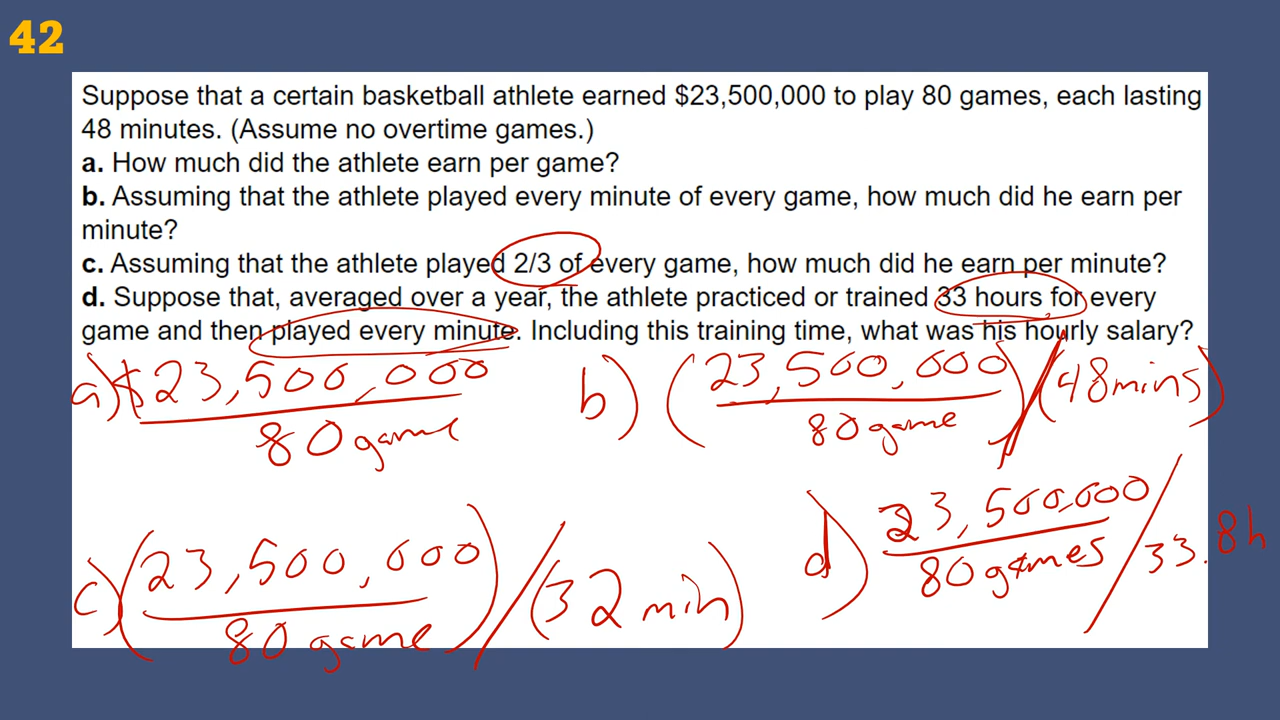 42
Suppose that a certain basketball athlete earned $23,500,000 to play 80 games, each lasting
48 minutes. (Assume no overtime games.)
a. How much did the athlete earn per game?
b. Assuming that the athlete played every minute of every game, how much did he earn per
minute?
c. Assuming that the athlete played 2/3 of every game, how much did he earn per minute?
d. Suppose that, averaged over a year, the athlete practiced or trained 33 hours for every
game and then played every minute. Including this training time, what was his hourly salary?
a) $23,500,000
80 game
b) (23,500,000) / (48 mins)
80 game
c) (23,500,000) / (32 min)
80 game
d) 23,500,000 / 33.8h
80 games